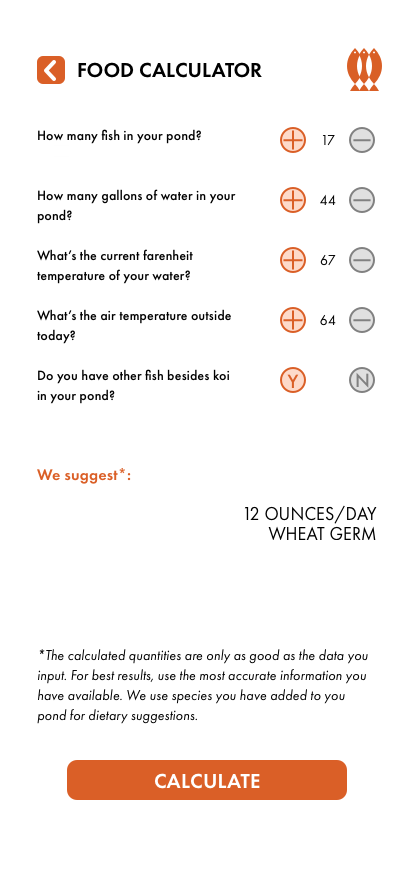 FOOD CALCULATOR
How many fish in your pond?
17
How many gallons of water in your
pond?
44
What's the current farenheit
temperature of your water?
67
What's the air temperature outside
today?
64
Do you have other fish besides koi
in your pond?
Y
N
We suggest*:
12 OUNCES/DAY
WHEAT GERM
*The calculated quantities are only as good as the data you
input. For best results, use the most accurate information you
have available. We use species you have added to you
pond for dietary suggestions.
CALCULATE